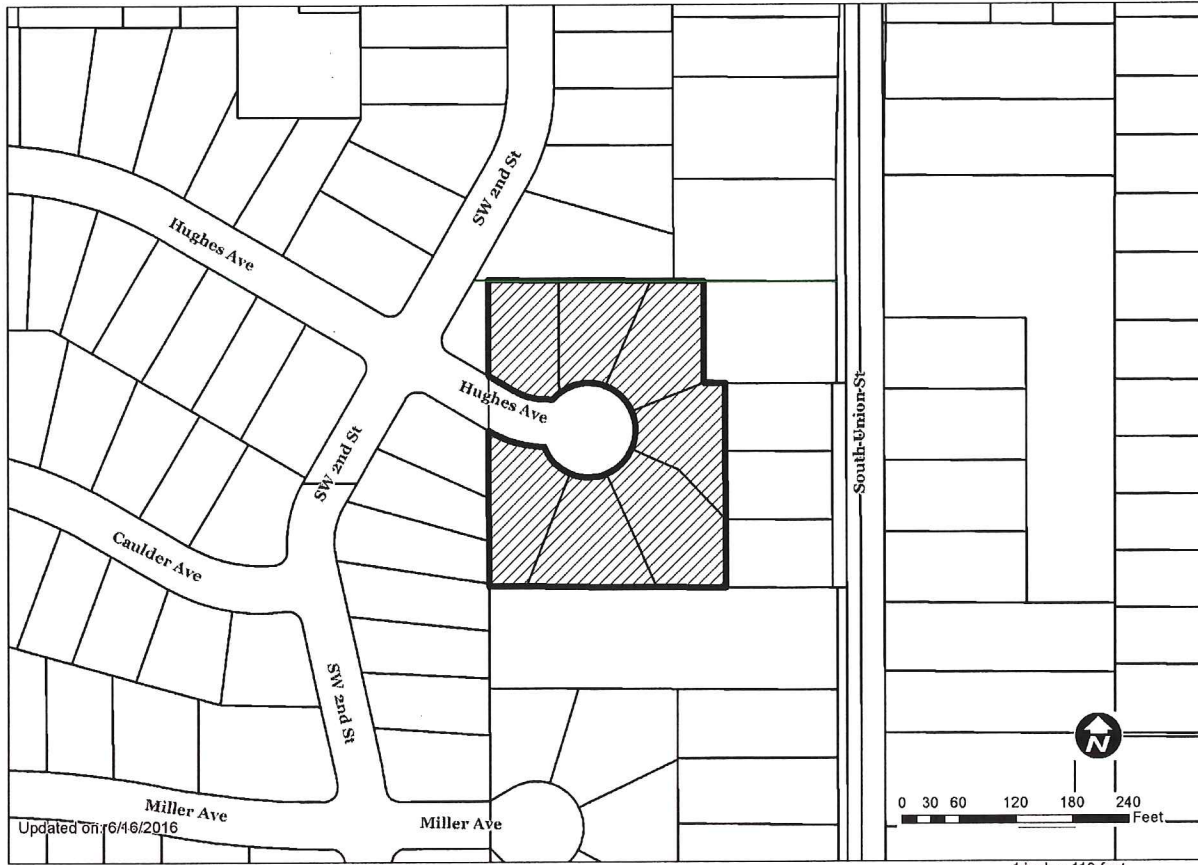 SW 2nd St
Hughes Ave
Hughes Ave
SW 2nd St
South Union St
Caulder Ave
SW 2nd St
N
0 30 60 120 180 240
Feet
Miller Ave
Miller Ave
Updated on: 6/16/2016